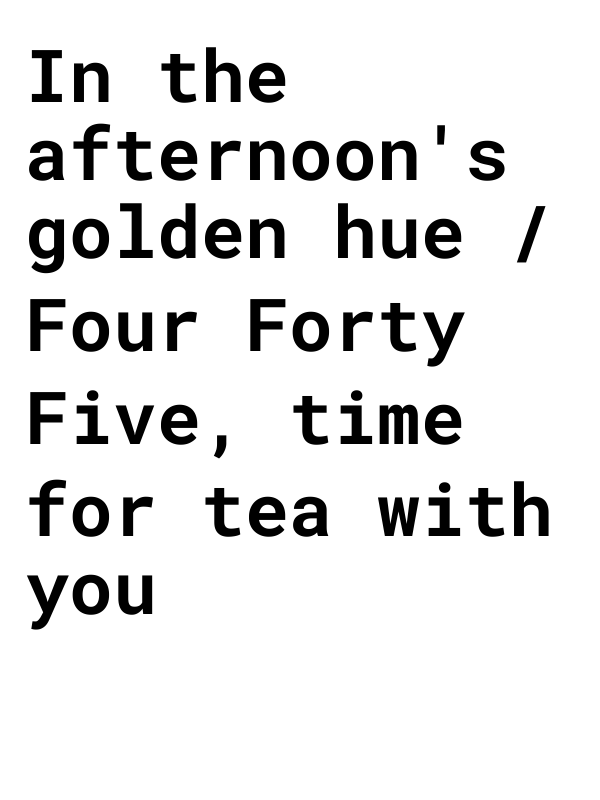 In the
afternoon's
golden hue /
Four Forty
Five, time
for tea with
you